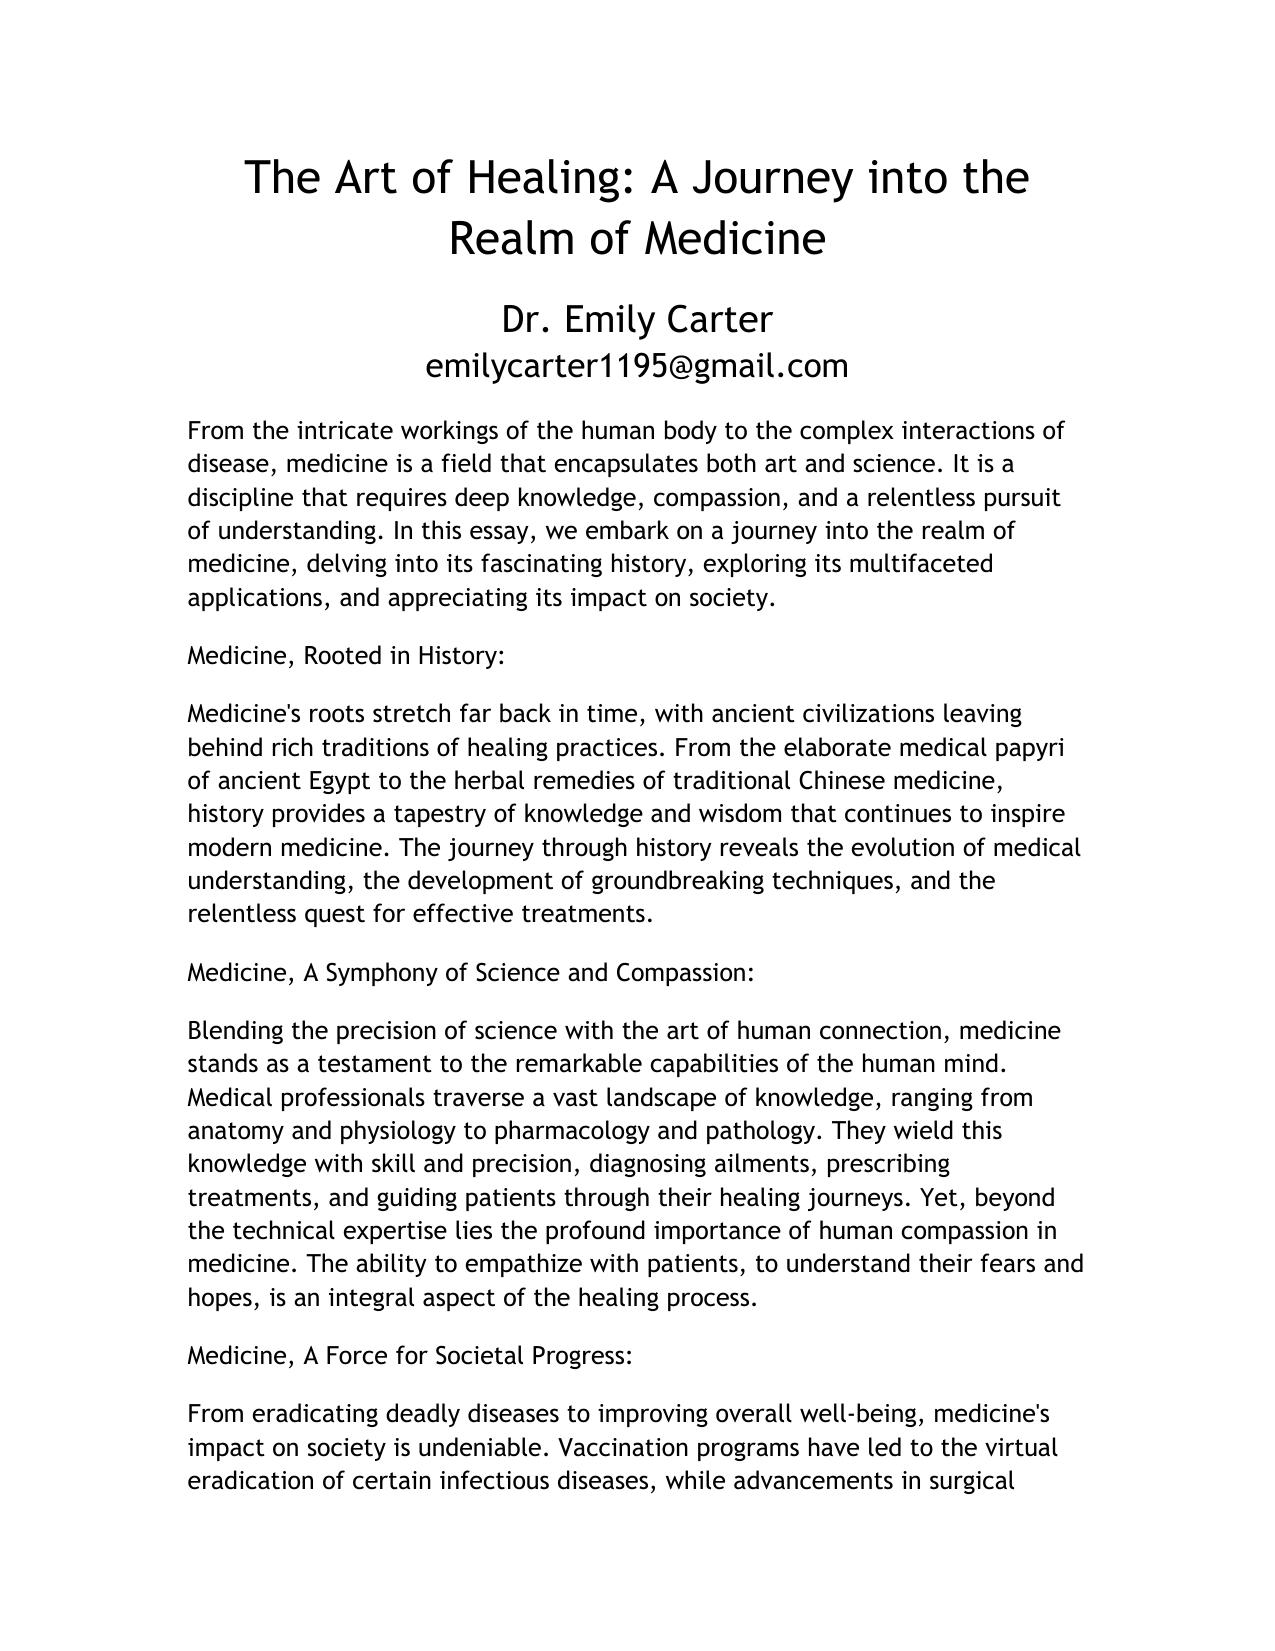 The Art of Healing: A Journey into the
Realm of Medicine
Dr. Emily Carter
emilycarter1195@gmail.com
From the intricate workings of the human body to the complex interactions of
disease, medicine is a field that encapsulates both art and science. It is a
discipline that requires deep knowledge, compassion, and a relentless pursuit
of understanding. In this essay, we embark on a journey into the realm of
medicine, delving into its fascinating history, exploring its multifaceted
applications, and appreciating its impact on society.
Medicine, Rooted in History:
Medicine's roots stretch far back in time, with ancient civilizations leaving
behind rich traditions of healing practices. From the elaborate medical papyri
of ancient Egypt to the herbal remedies of traditional Chinese medicine,
history provides a tapestry of knowledge and wisdom that continues to inspire
modern medicine. The journey through history reveals the evolution of medical
understanding, the development of groundbreaking techniques, and the
relentless quest for effective treatments.
Medicine, A Symphony of Science and Compassion:
Blending the precision of science with the art of human connection, medicine
stands as a testament to the remarkable capabilities of the human mind.
Medical professionals traverse a vast landscape of knowledge, ranging from
anatomy and physiology to pharmacology and pathology. They wield this
knowledge with skill and precision, diagnosing ailments, prescribing
treatments, and guiding patients through their healing journeys. Yet, beyond
the technical expertise lies the profound importance of human compassion in
medicine. The ability to empathize with patients, to understand their fears and
hopes, is an integral aspect of the healing process.
Medicine, A Force for Societal Progress:
From eradicating deadly diseases to improving overall well-being, medicine's
impact on society is undeniable. Vaccination programs have led to the virtual
eradication of certain infectious diseases, while advancements in surgical